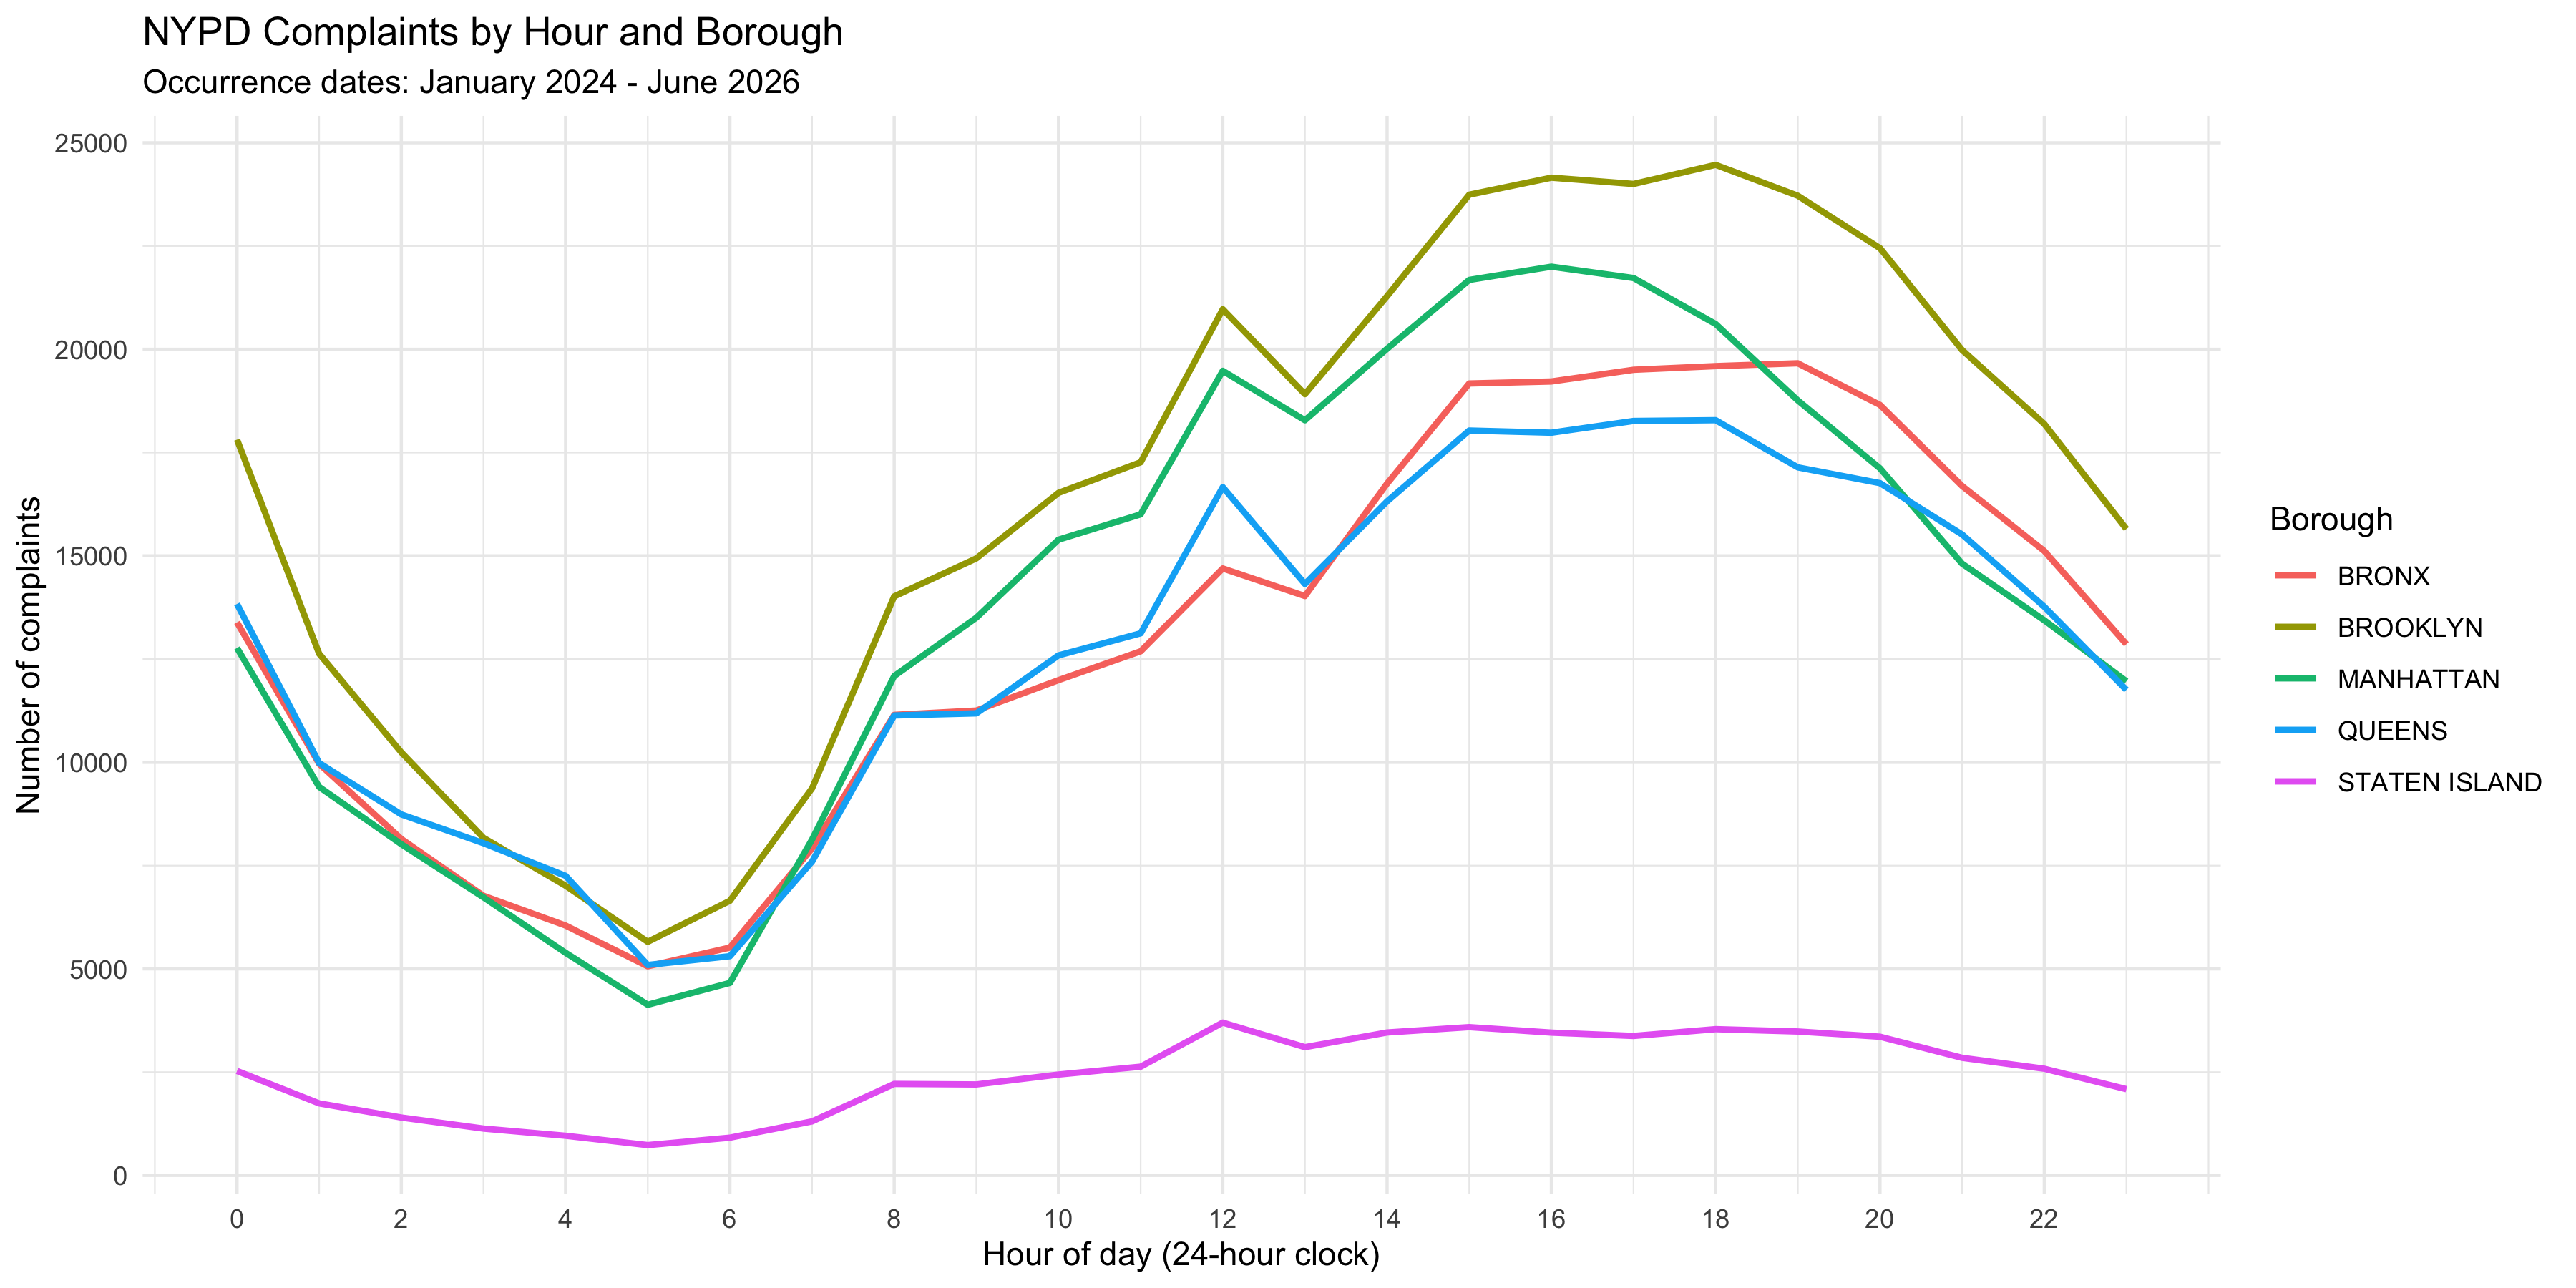 NYPD Complaints by Hour and Borough
Occurrence dates: January 2024 - June 2026
Number of complaints
25000
20000
15000
10000
5000
0
0 2 4 6 8 10 12 14 16 18 20 22
Hour of day (24-hour clock)
Borough
BRONX
BROOKLYN
MANHATTAN
QUEENS
STATEN ISLAND